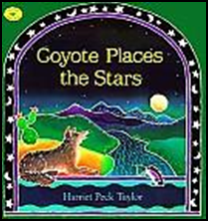 Coyote Places
the Stars
Harriet Peck Taylor